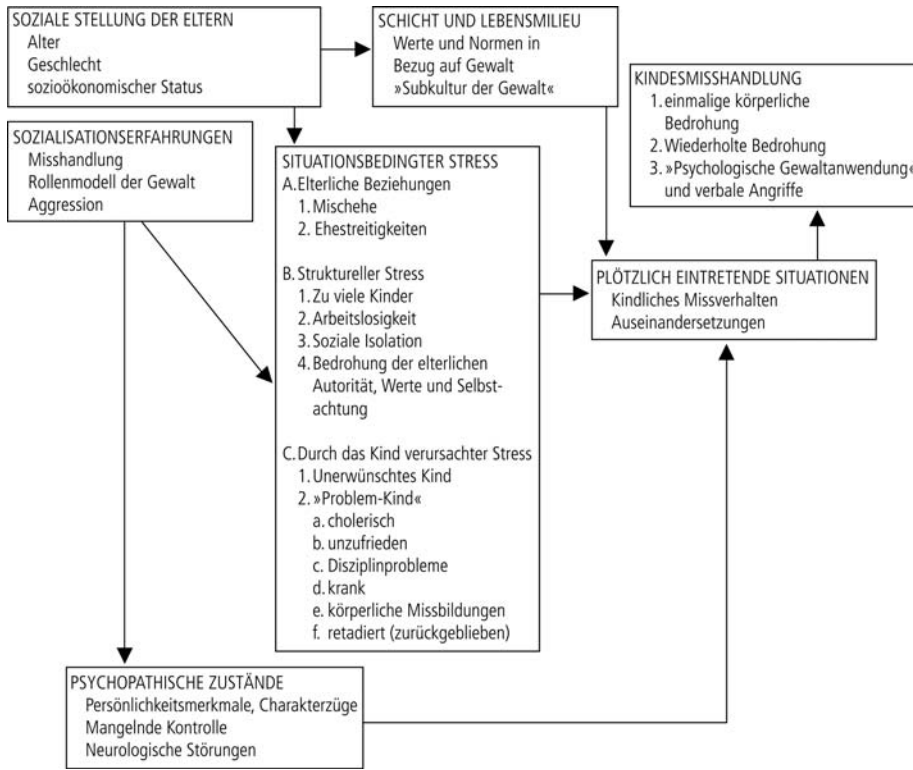 SOZIALE STELLUNG DER ELTERN
Alter
Geschlecht
sozioökonomischer Status
SCHICHT UND LEBENSMILIEU
Werte und Normen in
Bezug auf Gewalt
»Subkultur der Gewalt«
KINDESMISSHANDLUNG
1. einmalige körperliche
Bedrohung
2. Wiederholte Bedrohung
3. »Psychologische Gewaltanwendung«
und verbale Angriffe
SOZIALISATIONSERFAHRUNGEN
Misshandlung
Rollenmodell der Gewalt
Aggression
SITUATIONSBEDINGTER STRESS
A. Elterliche Beziehungen
1. Mischehe
2. Ehestreitigkeiten
B. Struktureller Stress
1. Zu viele Kinder
2. Arbeitslosigkeit
3. Soziale Isolation
4. Bedrohung der elterlichen
Autorität, Werte und Selbst-
achtung
C. Durch das Kind verursachter Stress
1. Unerwünschtes Kind
2. »Problem-Kind«
a. cholerisch
b. unzufrieden
c. Disziplinprobleme
d. krank
e. körperliche Missbildungen
f. retadiert (zurückgeblieben)
PLÖTZLICH EINTRETENDE SITUATIONEN
Kindliches Missverhalten
Auseinandersetzungen
PSYCHOPATHISCHE ZUSTÄNDE
Persönlichkeitsmerkmale, Charakterzüge
Mangelnde Kontrolle
Neurologische Störungen